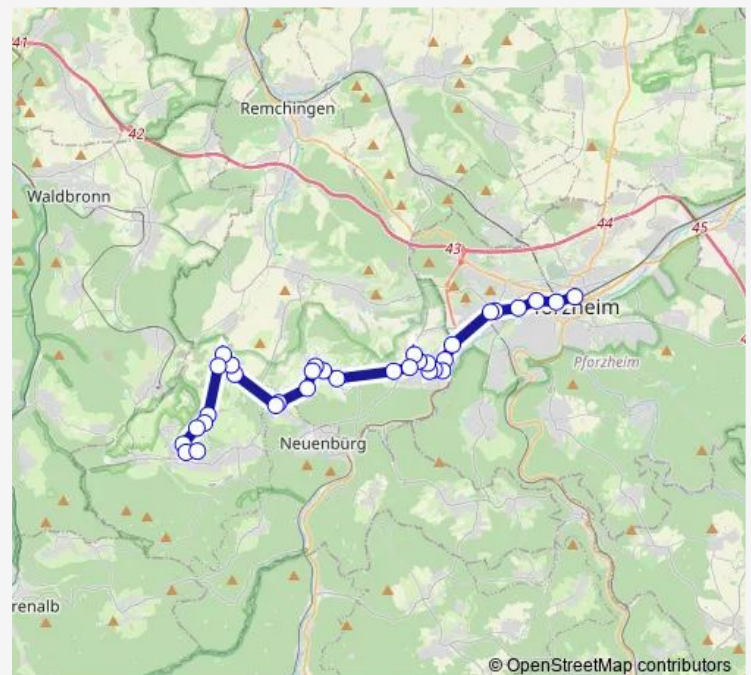 41
Remchingen
42
Waldbronn
44
43
45
Pforzheim
Pforzheim
Neuenbürg
renalb
© OpenStreetMap contributors